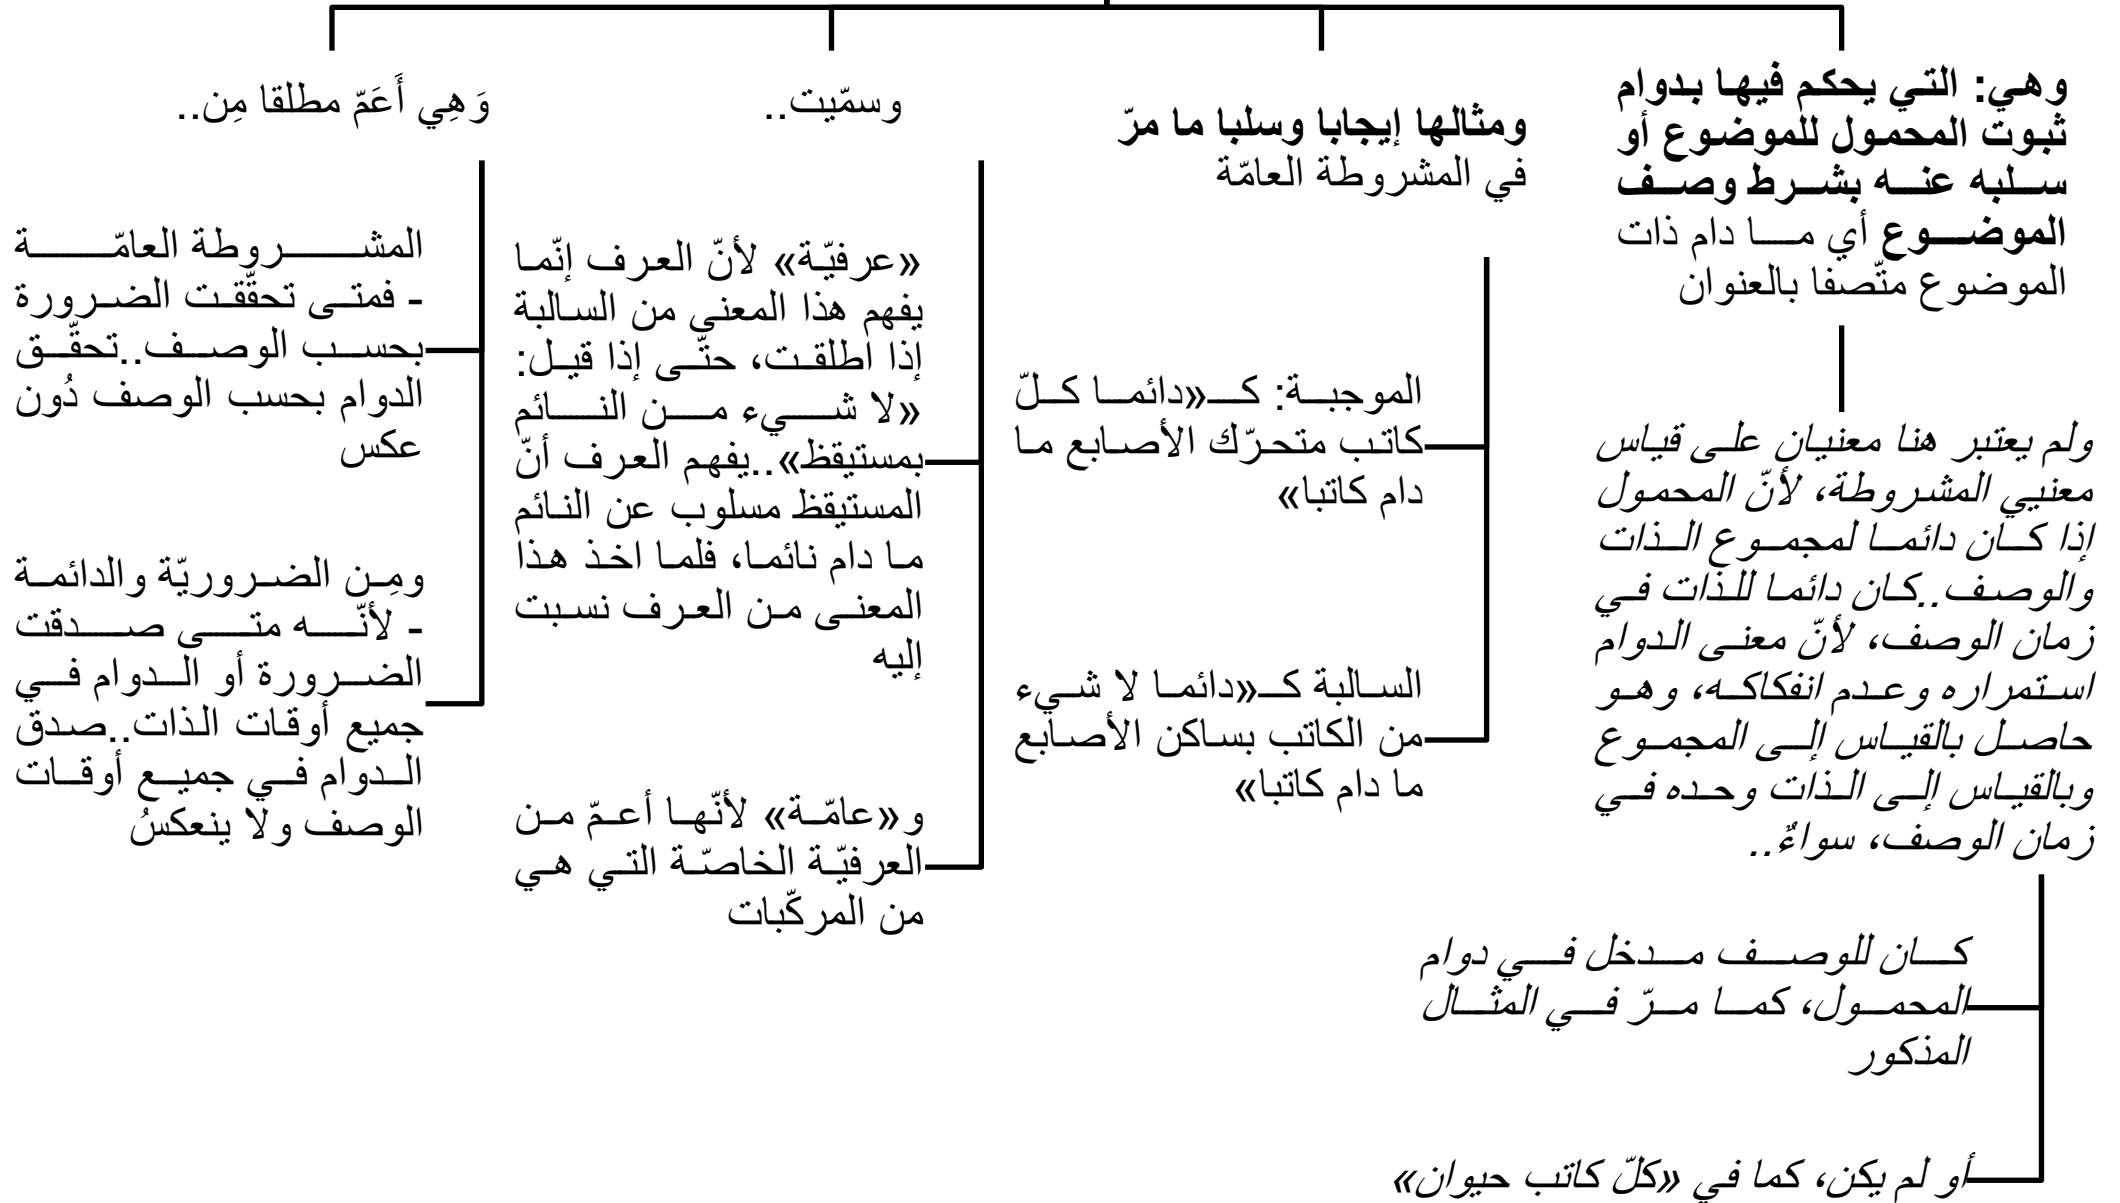 وهي: التي يحكم فيها بدوام
ثبوت المحمول للموضوع أو
سلبه عنه بشرط وصف
الموضوع أي ما دام ذات
الموضوع متّصفا بالعنوان
ولم يعتبر هنا معنيان على قياس
معنيي المشروطة، لأنّ المحمول
إذا كان دائما لمجموع الذات
والوصف..كان دائما للذات في
زمان الوصف، لأنّ معنى الدوام
استمراره وعدم انفكاكه، وهو
حاصل بالقياس إلى المجموع
وبالقياس إلى الذات وحده في
زمان الوصف، سواءٌ..
كان للوصف مدخل في دوام
المحمول، كما مرّ في المثال
المذكور
أو لم يكن، كما في «كلّ كاتب حيوان»
ومثالها إيجابا وسلبا ما مرّ
في المشروطة العامّة
الموجبة: كـ«دائما كلّ
كاتب متحرّك الأصابع ما
دام كاتبا»
السالبة كـ«دائما لا شيء
من الكاتب بساكن الأصابع
ما دام كاتبا»
وسمّيت..
«عرفيّة» لأنّ العرف إنّما
يفهم هذا المعنى من السالبة
إذا اطلقت، حتّى إذا قيل:
«لا شيء من النائم
بمستيقظ»..يفهم العرف أنّ
المستيقظ مسلوب عن النائم
ما دام نائما، فلما اخذ هذا
المعنى من العرف نسبت
إليه
و«عامّة» لأنّها أعمّ من
العرفيّة الخاصّة التي هي
من المركّبات
وَهِي أَعَمّ مطلقا مِن..
المشروطة العامّة
- فمتى تحقّقت الضرورة
بحسب الوصف..تحقّق
الدوام بحسب الوصف دُون
عكس
ومِن الضروريّة والدائمة
- لأنّه متى صدقت
الضرورة أو الدوام في
جميع أوقات الذات..صدق
الدوام في جميع أوقات
الوصف ولا ينعكسُ